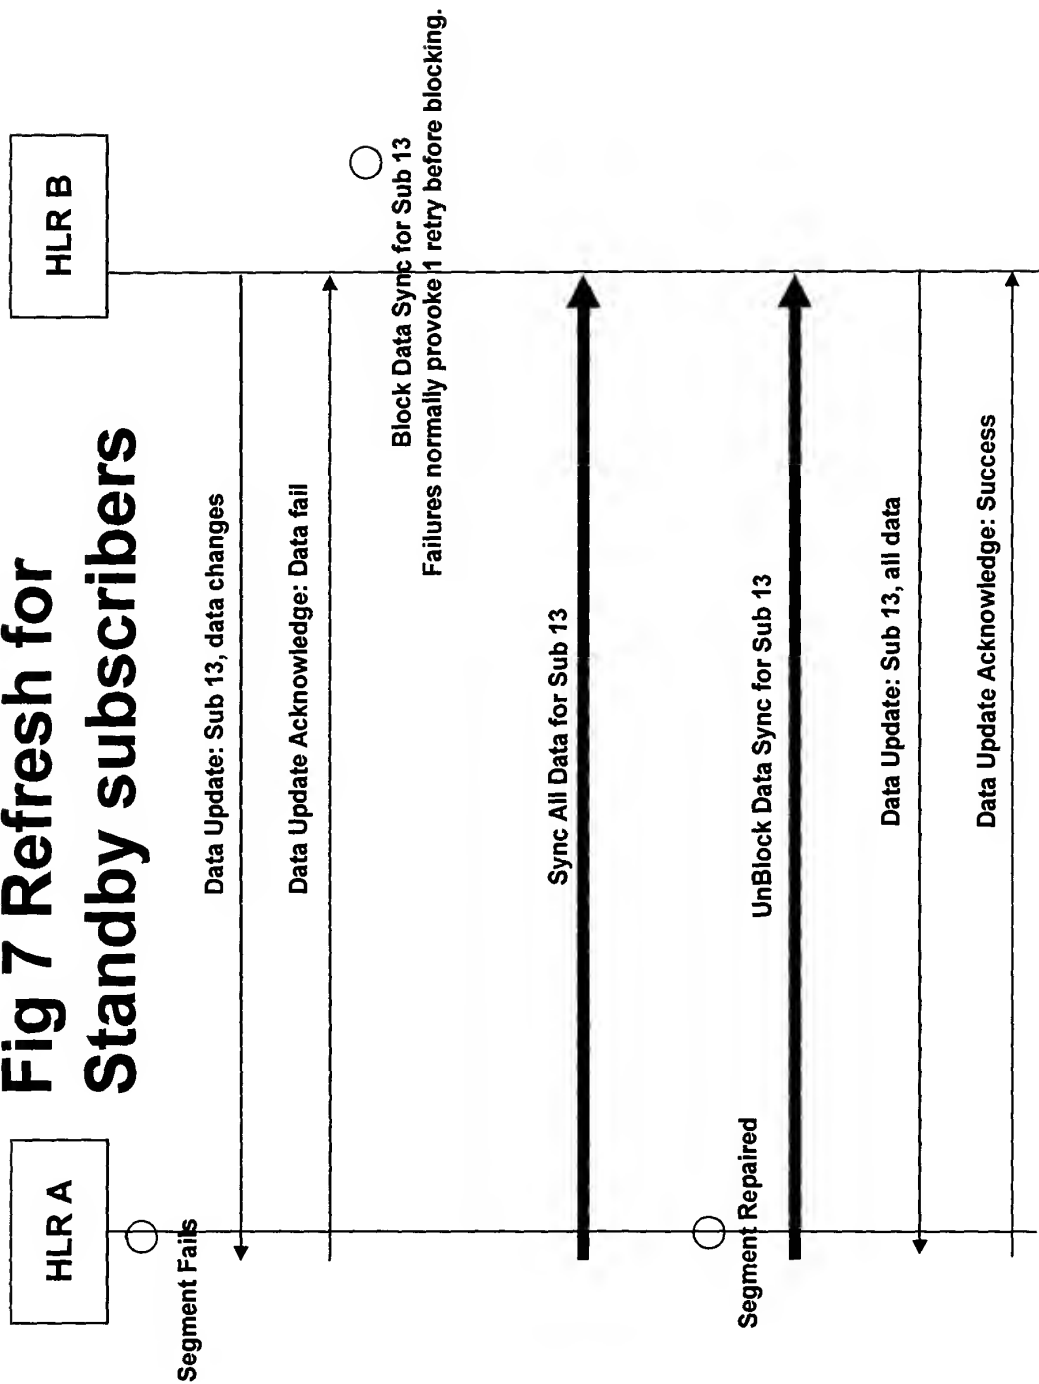 Fig 7 Refresh for
Standby subscribers
HLR A
HLR B
Segment Fails
Data Update: Sub 13, data changes
Data Update Acknowledge: Data fail
Block Data Sync for Sub 13
Failures normally provoke 1 retry before blocking.
Sync All Data for Sub 13
Segment Repaired
UnBlock Data Sync for Sub 13
Data Update: Sub 13, all data
Data Update Acknowledge: Success